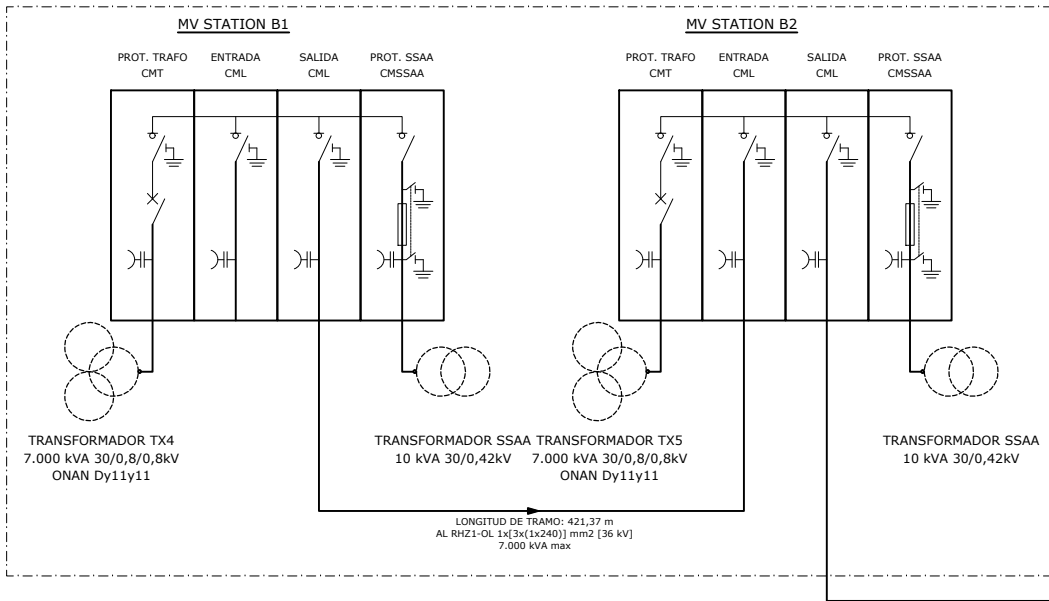 MV STATION B1
PROT. TRAFO
CMT
ENTRADA
CML
SALIDA
CML
PROT. SSAA
CMSSAA
TRANSFORMADOR TX4
7.000 kVA 30/0,8/0,8kV
ONAN Dy11y11
TRANSFORMADOR SSAA
10 kVA 30/0,42kV
LONGITUD DE TRAMO: 421,37 m
AL RHZ1-OL 1x[3x(1x240)] mm2 [36 kV]
7.000 kVA max
MV STATION B2
PROT. TRAFO
CMT
ENTRADA
CML
SALIDA
CML
PROT. SSAA
CMSSAA
TRANSFORMADOR TX5
7.000 kVA 30/0,8/0,8kV
ONAN Dy11y11
TRANSFORMADOR SSAA
10 kVA 30/0,42kV